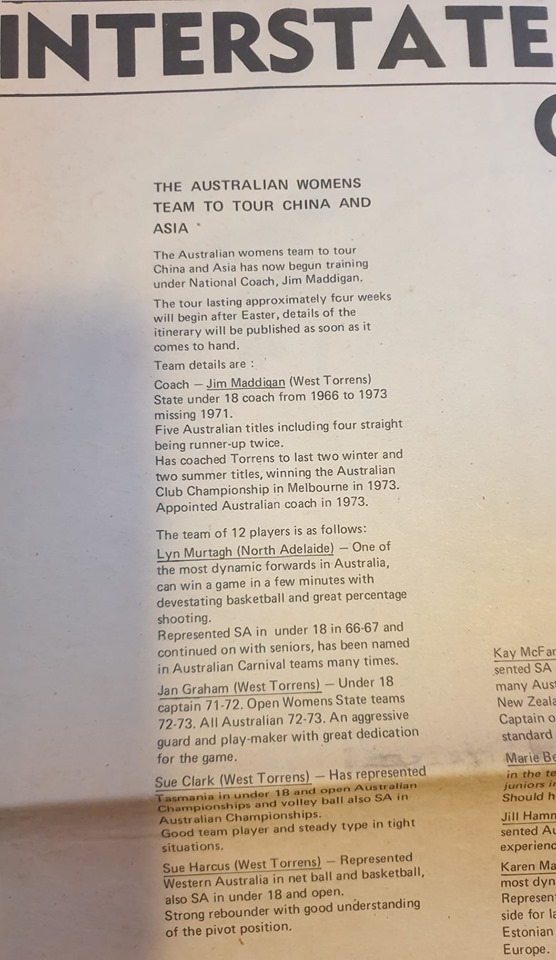 INTERSTATE
THE AUSTRALIAN WOMENS
TEAM TO TOUR CHINA AND
ASIA
The Australian womens team to tour
China and Asia has now begun training
under National Coach, Jim Maddigan.
The tour lasting approximately four weeks
will begin after Easter, details of the
itinerary will be published as soon as it
comes to hand.
Team details are :
Coach – Jim Maddigan (West Torrens)
State under 18 coach from 1966 to 1973
missing 1971.
Five Australian titles including four straight
being runner-up twice.
Has coached Torrens to last two winter and
two summer titles, winning the Australian
Club Championship in Melbourne in 1973.
Appointed Australian coach in 1973.
The team of 12 players is as follows:
Lyn Murtagh (North Adelaide) – One of
the most dynamic forwards in Australia,
can win a game in a few minutes with
devestating basketball and great percentage
shooting.
Represented SA in under 18 in 66-67 and
continued on with seniors, has been named
in Australian Carnival teams many times.
Jan Graham (West Torrens) – Under 18
captain 71-72. Open Womens State teams
72-73. All Australian 72-73. An aggressive
guard and play-maker with great dedication
for the game.
Sue Clark (West Torrens) – Has represented
Tasmania in under 18 and open Australian
Championships and volley ball also SA in
Australian Championships.
Good team player and steady type in tight
situations.
Sue Harcus (West Torrens) – Represented
Western Australia in net ball and basketball,
also SA in under 18 and open.
Strong rebounder with good understanding
of the pivot position.
Kay McFar
sented SA
many Aust
New Zeala
Captain o
standard
Marie Be
in the te
juniors in
Should h
Jill Hamm
sented Au
experienc
Karen Ma
most dyn
Represen
side for la
Estonian
Europe.